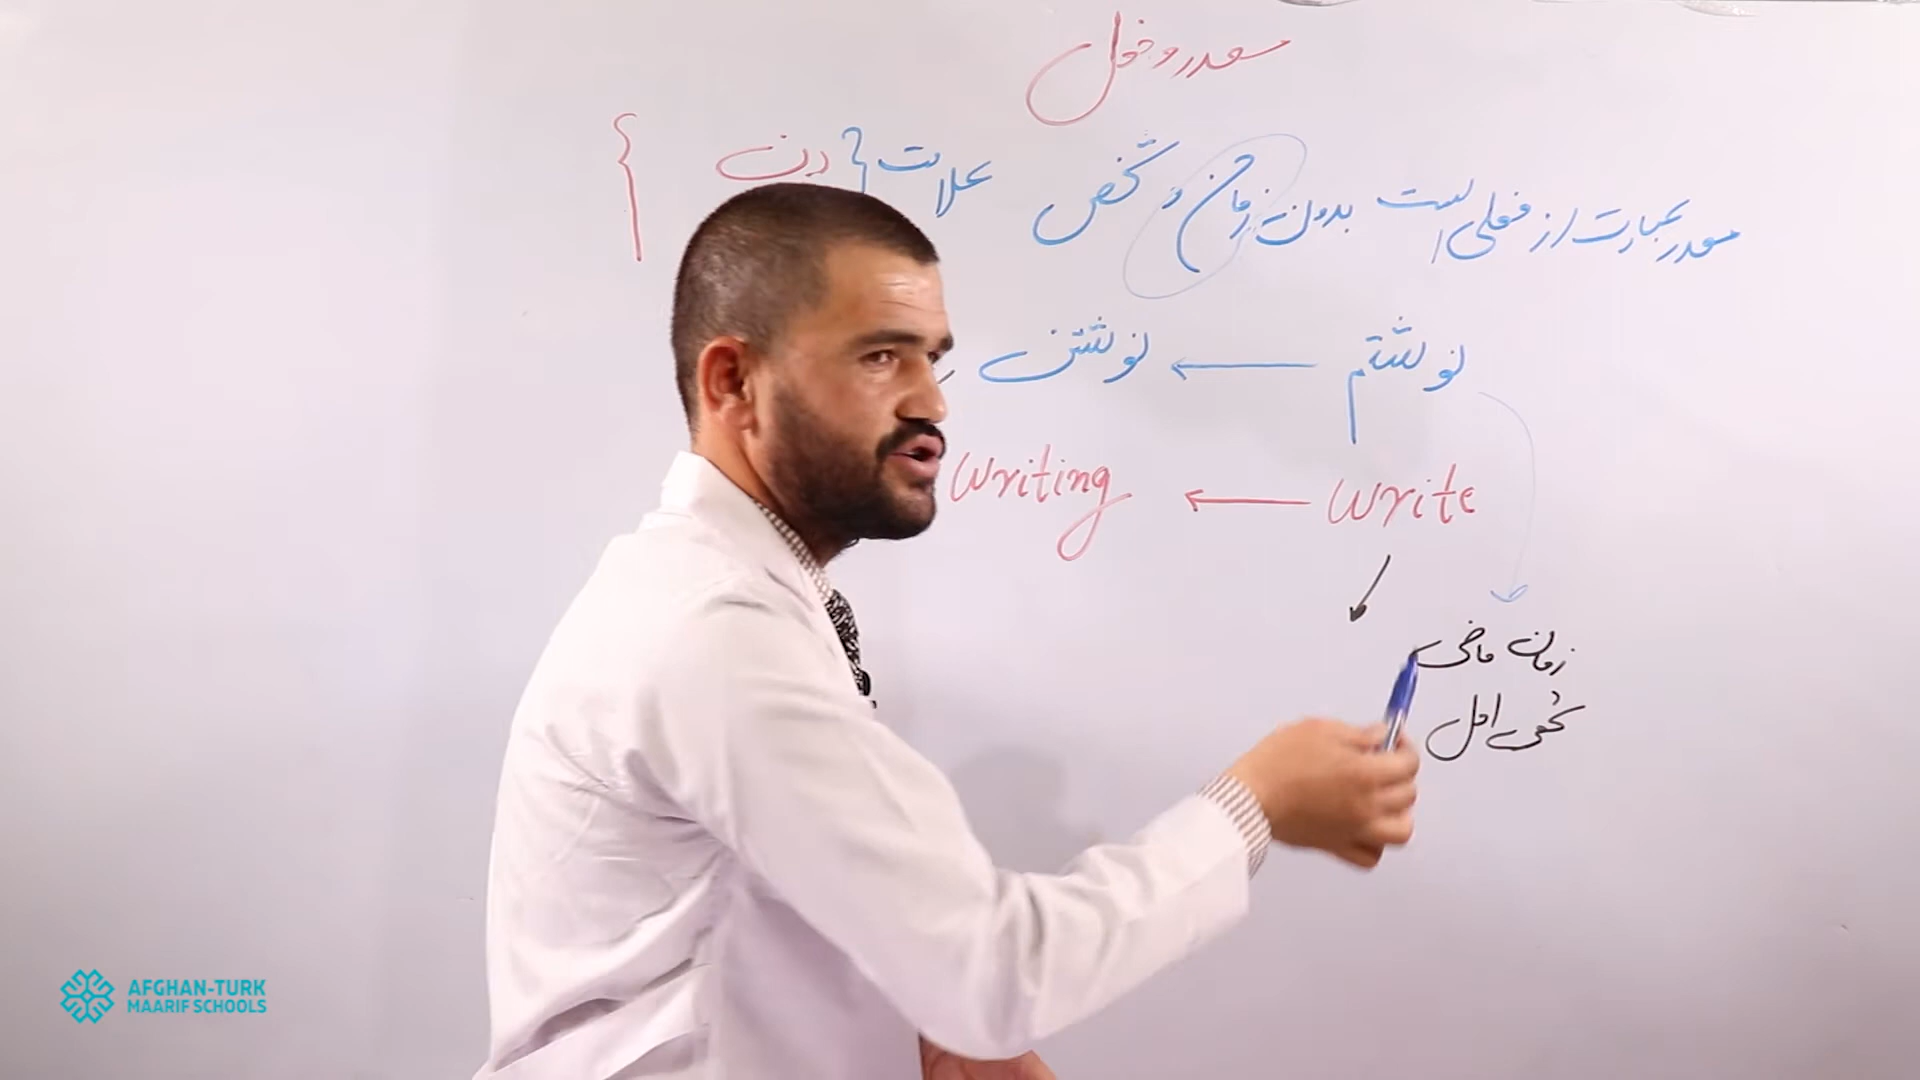 مصدر و فعل
مصدر عبارت از فعلی است بدون زمان و شخص علامت } دن
نوشتم ← نوشتن
write ← writing
زمان ماضی
شخص اول
AFGHAN-TURK
MAARIF SCHOOLS